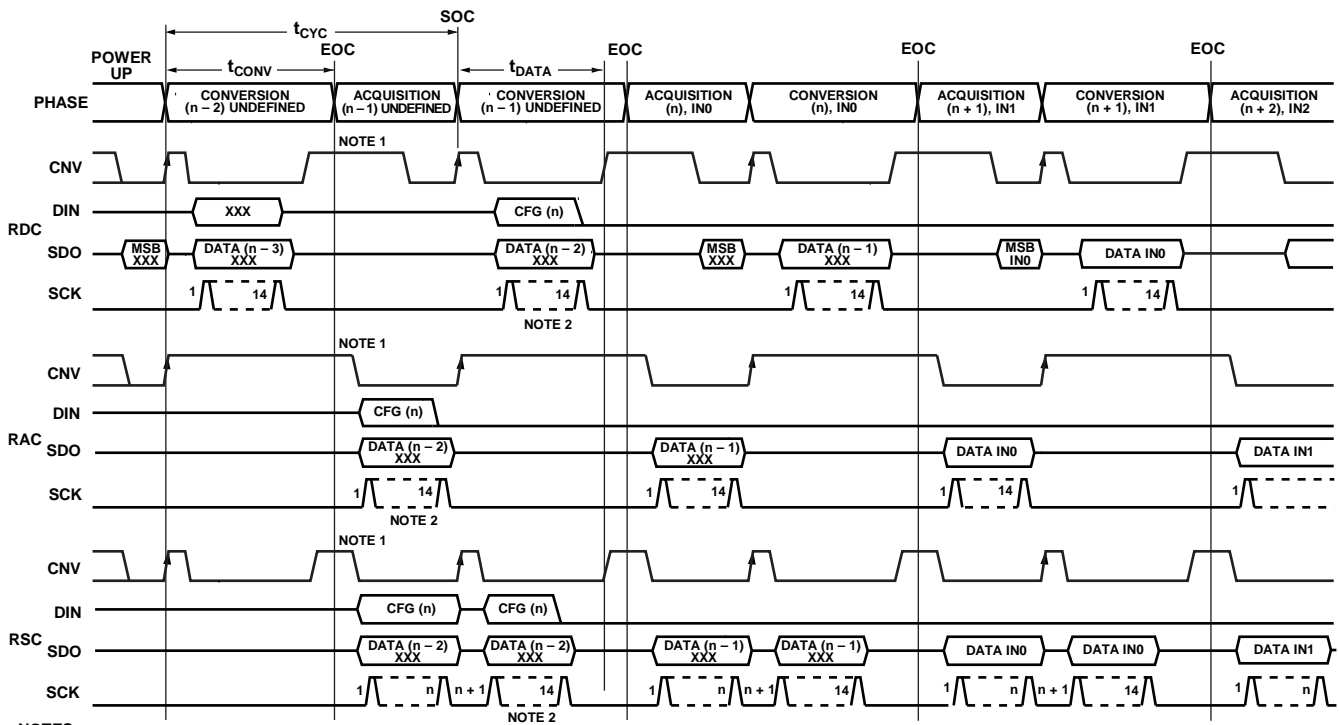 SOC
tCYC
EOC EOC EOC EOC
POWER UP
tCONV tDATA
PHASE
CONVERSION (n – 2) UNDEFINED
ACQUISITION (n – 1) UNDEFINED
CONVERSION (n – 1) UNDEFINED
ACQUISITION (n), IN0
CONVERSION (n), IN0
ACQUISITION (n + 1), IN1
CONVERSION (n + 1), IN1
ACQUISITION (n + 2), IN2
NOTE 1
CNV
DIN XXX CFG (n)
RDC
SDO MSB XXX DATA (n – 3) XXX DATA (n – 2) XXX MSB XXX DATA (n – 1) XXX MSB IN0 DATA IN0
SCK 1 14 1 14 1 14 1 14
NOTE 2
NOTE 1
CNV
DIN CFG (n)
RAC
SDO DATA (n – 2) XXX DATA (n – 1) XXX DATA IN0 DATA IN1
SCK 1 14 1 14 1 14 1
NOTE 2
NOTE 1
CNV
DIN CFG (n) CFG (n)
RSC
SDO DATA (n – 2) XXX DATA (n – 2) XXX DATA (n – 1) XXX DATA (n – 1) XXX DATA IN0 DATA IN0 DATA IN1
SCK 1 n n + 1 14 1 n n + 1 14 1 n n + 1 14 1 n
NOTE 2